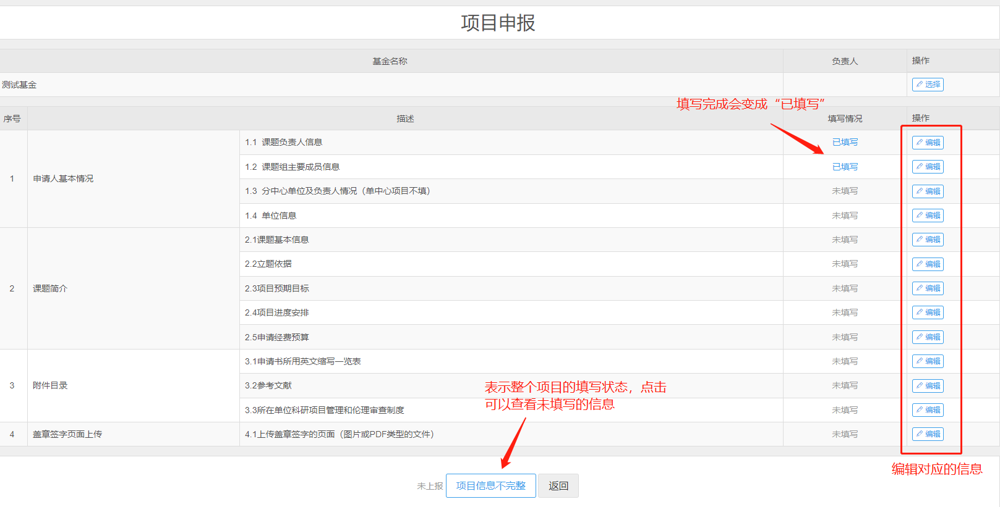 项目申报
基金名称 负责人 操作
测试基金 选择
填写完成会变成“已填写”
序号 描述 填写情况 操作
1 申请人基本情况
1.1 课题负责人信息 已填写 编辑
1.2 课题组主要成员信息 已填写 编辑
1.3 分中心单位及负责人情况（单中心项目不填） 未填写 编辑
1.4 单位信息 未填写 编辑
2 课题简介
2.1课题基本信息 未填写 编辑
2.2立题依据 未填写 编辑
2.3项目预期目标 未填写 编辑
2.4项目进度安排 未填写 编辑
2.5申请经费预算 未填写 编辑
3 附件目录
3.1申请书所用英文缩写一览表 未填写 编辑
3.2参考文献 未填写 编辑
3.3所在单位科研项目管理和伦理审查制度 未填写 编辑
表示整个项目的填写状态，点击
可以查看未填写的信息
4 盖章签字页面上传 4.1上传盖章签字的页面（图片或PDF类型的文件） 未填写 编辑
编辑对应的信息
未上报 项目信息不完整 返回